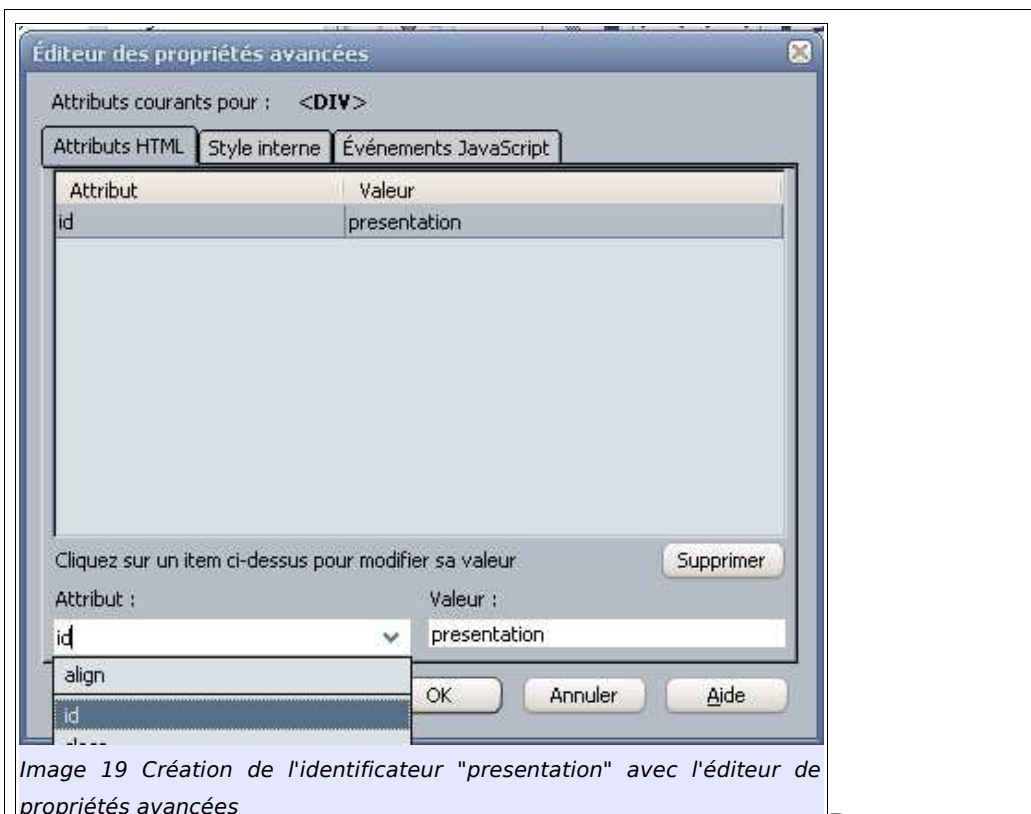 Éditeur des propriétés avancées
Attributs courants pour : <DIV>
Attributs HTML Style interne Événements JavaScript
Attribut Valeur
id presentation
Cliquez sur un item ci-dessus pour modifier sa valeur Supprimer
Attribut : Valeur :
id presentation
align
OK Annuler Aide
id
Image 19 Création de l'identificateur "presentation" avec l'éditeur de
propriétés avancées